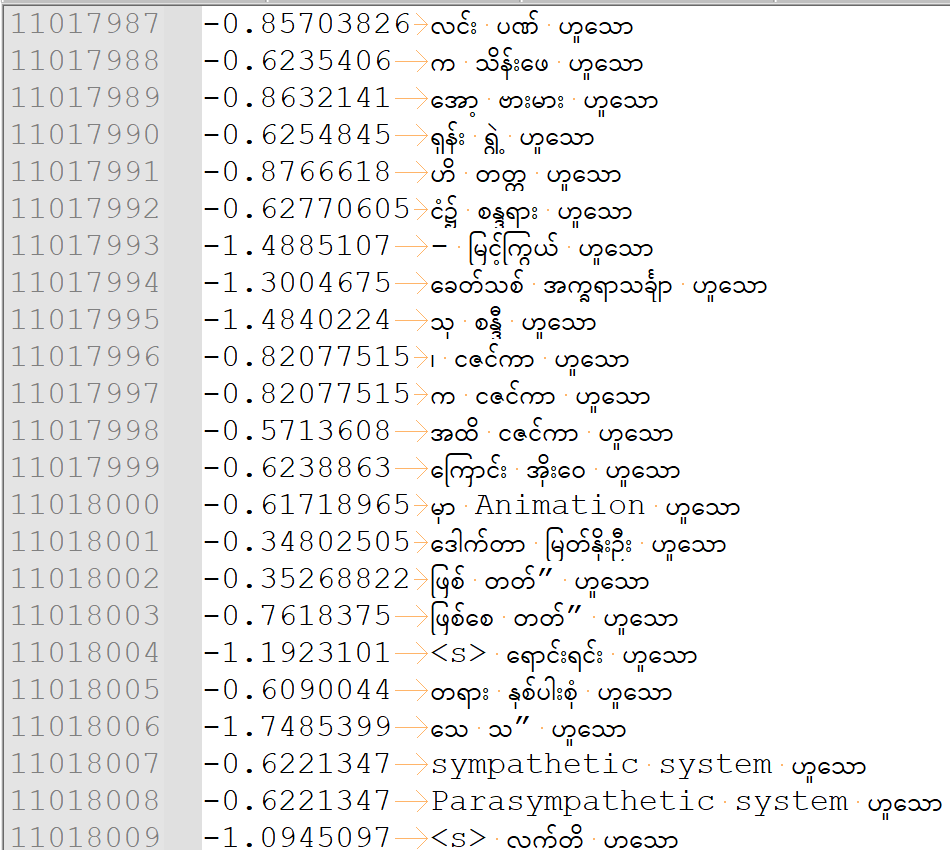 11017987 -0.85703826 လင်း ပဏ် ဟူသော
11017988 -0.6235406 က သိန်းဖေ ဟူသော
11017989 -0.8632141 အော့ ဗားမား ဟူသော
11017990 -0.6254845 ရုန်း ရှဲ့ ဟူသော
11017991 -0.8766618 ဟိ တတ္ထ ဟူသော
11017992 -0.62770605 ငံ၌ စန္ဒရား ဟူသော
11017993 -1.4885107 – မြင့်ကြွယ် ဟူသော
11017994 -1.3004675 ခေတ်သစ် အက္ခရာသင်္ချာ ဟူသော
11017995 -1.4840224 သု စန္ဒီ ဟူသော
11017996 -0.82077515 ၊ ငဇင်ကာ ဟူသော
11017997 -0.82077515 က ငဇင်ကာ ဟူသော
11017998 -0.5713608 အထိ ငဇင်ကာ ဟူသော
11017999 -0.6238863 ကြောင်း အိုးဝေ ဟူသော
11018000 -0.61718965 မှာ Animation ဟူသော
11018001 -0.34802505 ဒေါက်တာ မြတ်နိုးဦး ဟူသော
11018002 -0.35268822 ဖြစ် တတ်” ဟူသော
11018003 -0.7618375 ဖြစ်စေ တတ်” ဟူသော
11018004 -1.1923101 <s> ရောင်းရင်း ဟူသော
11018005 -0.6090044 တရား နှစ်ပါးစုံ ဟူသော
11018006 -1.7485399 သေ သ” ဟူသော
11018007 -0.6221347 sympathetic system ဟူသော
11018008 -0.6221347 Parasympathetic system ဟူသော
11018009 -1.0945097 <s> လက်တိ ဟူသော